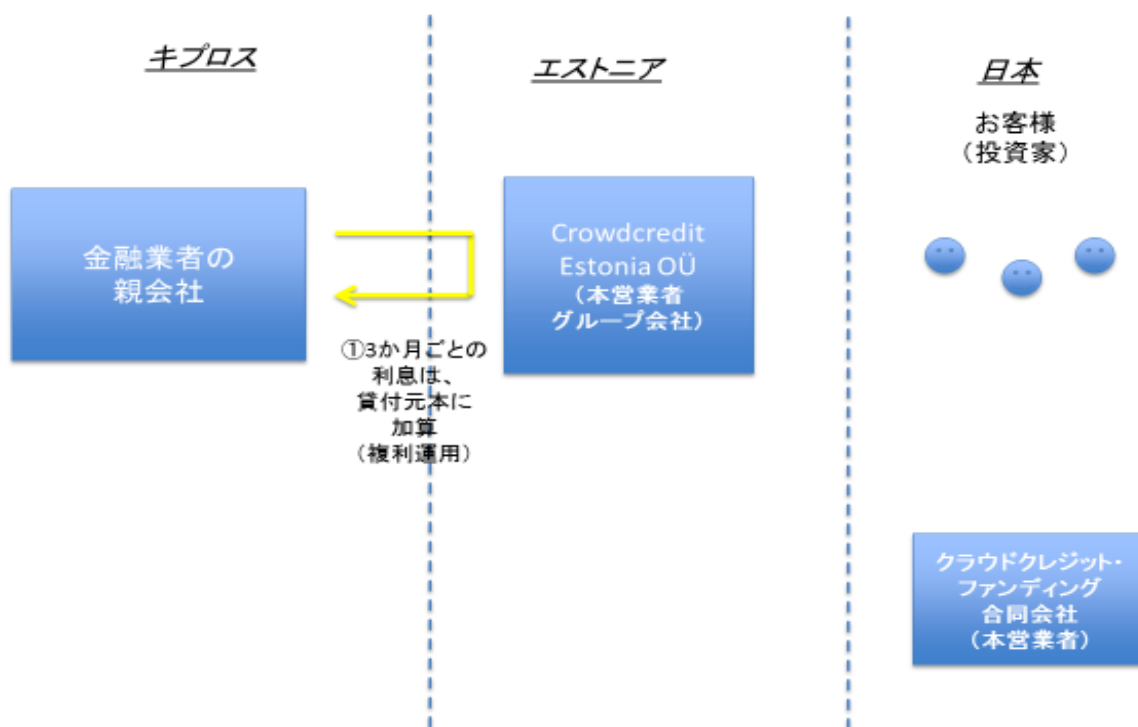 キプロス
エストニア
日本
お客様
（投資家）
金融業者の
親会社
Crowdcredit
Estonia OÜ
（本営業者
グループ会社）
①3か月ごとの
利息は、
貸付元本に
加算
（複利運用）
クラウドクレジット・
ファンディング
合同会社
（本営業者）